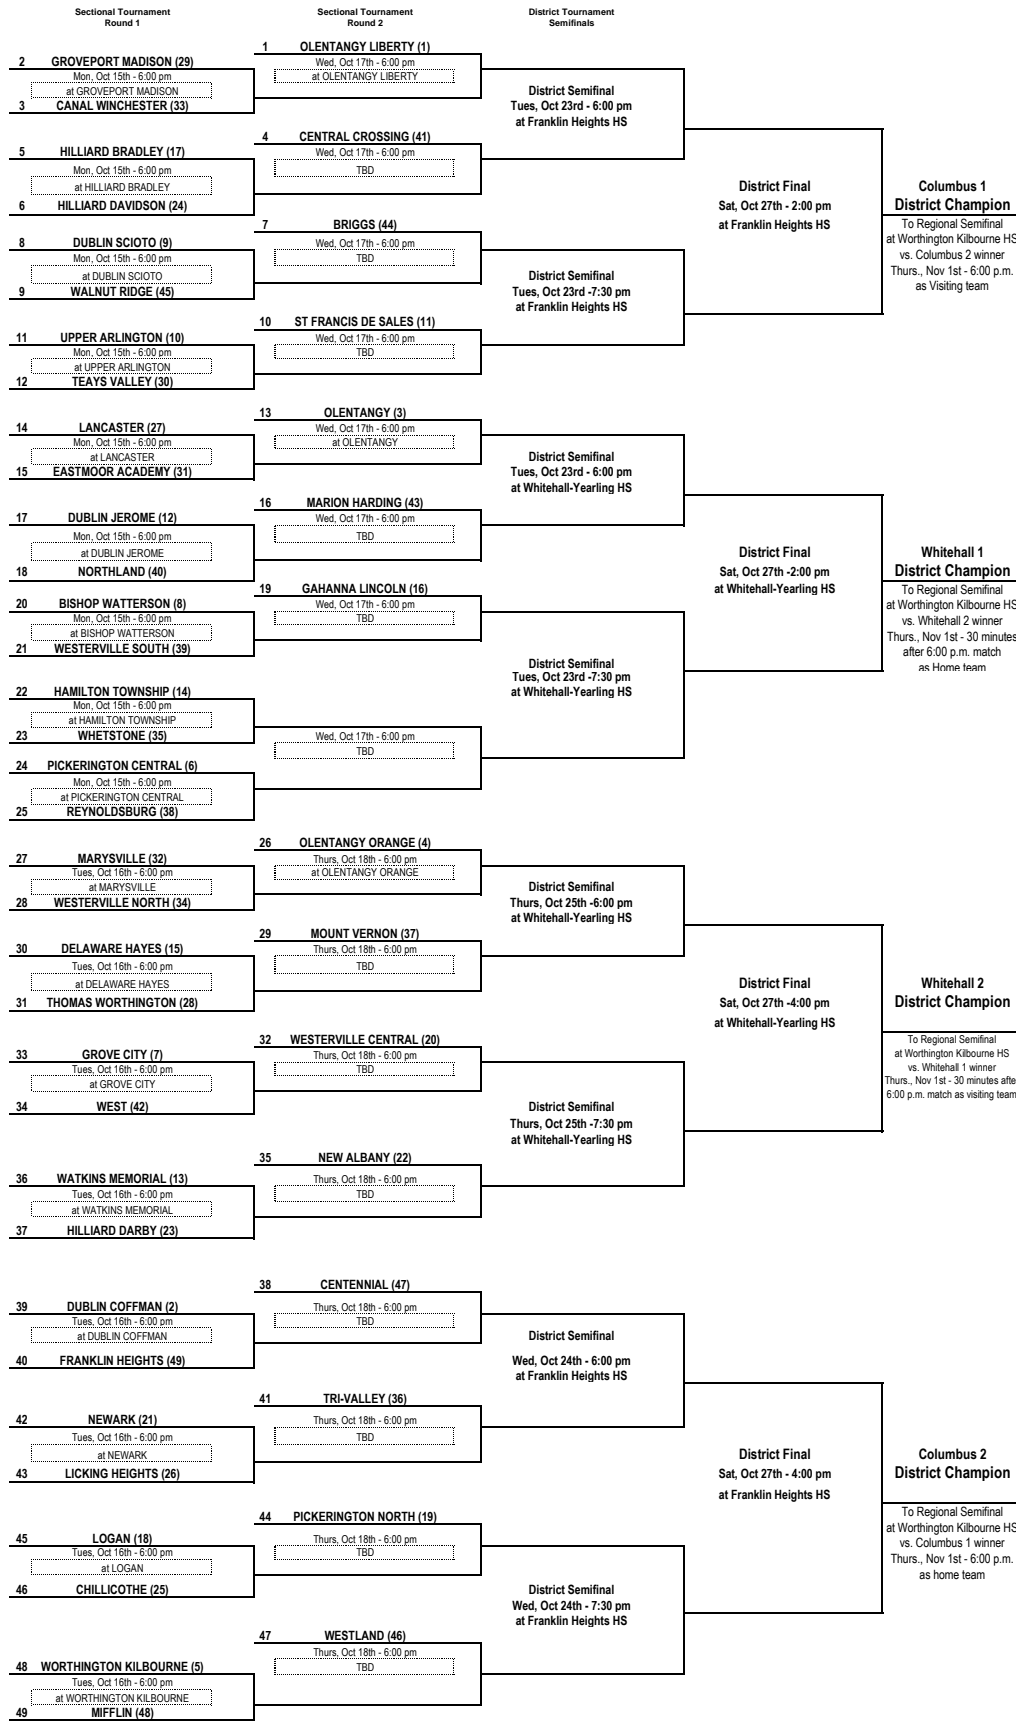 Sectional Tournament
Round 1
Sectional Tournament
Round 2
District Tournament
Semifinals
1 OLENTANGY LIBERTY (1)
Wed, Oct 17th - 6:00 pm
at OLENTANGY LIBERTY
2 GROVEPORT MADISON (29)
Mon, Oct 15th - 6:00 pm
at GROVEPORT MADISON
3 CANAL WINCHESTER (33)
District Semifinal
Tues, Oct 23rd - 6:00 pm
at Franklin Heights HS
4 CENTRAL CROSSING (41)
Wed, Oct 17th - 6:00 pm
TBD
5 HILLIARD BRADLEY (17)
Mon, Oct 15th - 6:00 pm
at HILLIARD BRADLEY
6 HILLIARD DAVIDSON (24)
District Final
Sat, Oct 27th - 2:00 pm
at Franklin Heights HS
Columbus 1
District Champion
To Regional Semifinal
at Worthington Kilbourne HS
vs. Columbus 2 winner
Thurs., Nov 1st - 6:00 p.m.
as Visiting team
7 BRIGGS (44)
Wed, Oct 17th - 6:00 pm
TBD
8 DUBLIN SCIOTO (9)
Mon, Oct 15th - 6:00 pm
at DUBLIN SCIOTO
9 WALNUT RIDGE (45)
District Semifinal
Tues, Oct 23rd -7:30 pm
at Franklin Heights HS
10 ST FRANCIS DE SALES (11)
Wed, Oct 17th - 6:00 pm
TBD
11 UPPER ARLINGTON (10)
Mon, Oct 15th - 6:00 pm
at UPPER ARLINGTON
12 TEAYS VALLEY (30)
13 OLENTANGY (3)
Wed, Oct 17th - 6:00 pm
at OLENTANGY
14 LANCASTER (27)
Mon, Oct 15th - 6:00 pm
at LANCASTER
15 EASTMOOR ACADEMY (31)
District Semifinal
Tues, Oct 23rd - 6:00 pm
at Whitehall-Yearling HS
16 MARION HARDING (43)
Wed, Oct 17th - 6:00 pm
TBD
17 DUBLIN JEROME (12)
Mon, Oct 15th - 6:00 pm
at DUBLIN JEROME
18 NORTHLAND (40)
District Final
Sat, Oct 27th -2:00 pm
at Whitehall-Yearling HS
Whitehall 1
District Champion
To Regional Semifinal
at Worthington Kilbourne HS
vs. Whitehall 2 winner
Thurs., Nov 1st - 30 minutes
after 6:00 p.m. match
as Home team
19 GAHANNA LINCOLN (16)
Wed, Oct 17th - 6:00 pm
TBD
20 BISHOP WATTERSON (8)
Mon, Oct 15th - 6:00 pm
at BISHOP WATTERSON
21 WESTERVILLE SOUTH (39)
District Semifinal
Tues, Oct 23rd -7:30 pm
at Whitehall-Yearling HS
22 HAMILTON TOWNSHIP (14)
Mon, Oct 15th - 6:00 pm
at HAMILTON TOWNSHIP
23 WHETSTONE (35)
Wed, Oct 17th - 6:00 pm
TBD
24 PICKERINGTON CENTRAL (6)
Mon, Oct 15th - 6:00 pm
at PICKERINGTON CENTRAL
25 REYNOLDSBURG (38)
26 OLENTANGY ORANGE (4)
Thurs, Oct 18th - 6:00 pm
at OLENTANGY ORANGE
27 MARYSVILLE (32)
Tues, Oct 16th - 6:00 pm
at MARYSVILLE
28 WESTERVILLE NORTH (34)
District Semifinal
Thurs, Oct 25th -6:00 pm
at Whitehall-Yearling HS
29 MOUNT VERNON (37)
Thurs, Oct 18th - 6:00 pm
TBD
30 DELAWARE HAYES (15)
Tues, Oct 16th - 6:00 pm
at DELAWARE HAYES
31 THOMAS WORTHINGTON (28)
District Final
Sat, Oct 27th -4:00 pm
at Whitehall-Yearling HS
Whitehall 2
District Champion
To Regional Semifinal
at Worthington Kilbourne HS
vs. Whitehall 1 winner
Thurs., Nov 1st - 30 minutes afte
6:00 p.m. match as visiting team
32 WESTERVILLE CENTRAL (20)
Thurs, Oct 18th - 6:00 pm
TBD
33 GROVE CITY (7)
Tues, Oct 16th - 6:00 pm
at GROVE CITY
34 WEST (42)
District Semifinal
Thurs, Oct 25th -7:30 pm
at Whitehall-Yearling HS
35 NEW ALBANY (22)
Thurs, Oct 18th - 6:00 pm
TBD
36 WATKINS MEMORIAL (13)
Tues, Oct 16th - 6:00 pm
at WATKINS MEMORIAL
37 HILLIARD DARBY (23)
38 CENTENNIAL (47)
Thurs, Oct 18th - 6:00 pm
TBD
39 DUBLIN COFFMAN (2)
Tues, Oct 16th - 6:00 pm
at DUBLIN COFFMAN
40 FRANKLIN HEIGHTS (49)
District Semifinal
Wed, Oct 24th - 6:00 pm
at Franklin Heights HS
41 TRI-VALLEY (36)
Thurs, Oct 18th - 6:00 pm
TBD
42 NEWARK (21)
Tues, Oct 16th - 6:00 pm
at NEWARK
43 LICKING HEIGHTS (26)
District Final
Sat, Oct 27th - 4:00 pm
at Franklin Heights HS
Columbus 2
District Champion
To Regional Semifinal
at Worthington Kilbourne HS
vs. Columbus 1 winner
Thurs., Nov 1st - 6:00 p.m.
as home team
44 PICKERINGTON NORTH (19)
Thurs, Oct 18th - 6:00 pm
TBD
45 LOGAN (18)
Tues, Oct 16th - 6:00 pm
at LOGAN
46 CHILLICOTHE (25)
District Semifinal
Wed, Oct 24th - 7:30 pm
at Franklin Heights HS
47 WESTLAND (46)
Thurs, Oct 18th - 6:00 pm
TBD
48 WORTHINGTON KILBOURNE (5)
Tues, Oct 16th - 6:00 pm
at WORTHINGTON KILBOURNE
49 MIFFLIN (48)